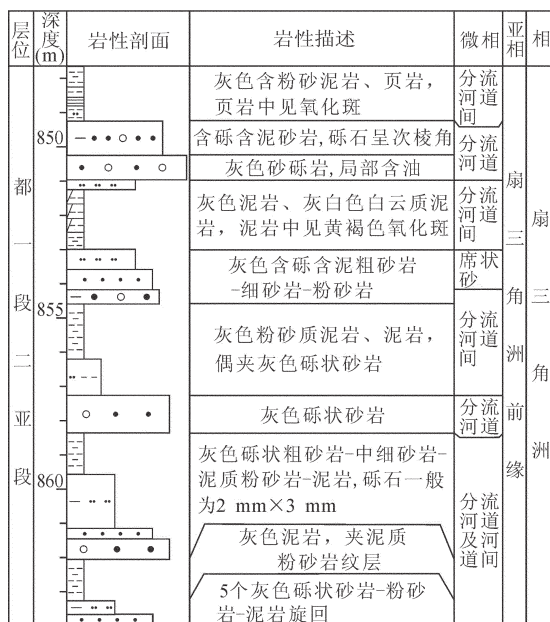 层位
深度(m)
岩性剖面
岩性描述
微相
亚相
相
都一段二亚段
850
855
860
灰色含粉砂泥岩、页岩，
页岩中见氧化斑
含砾含泥砂岩,砾石呈次棱角
灰色砂砾岩,局部含油
灰色泥岩、灰白色白云质泥
岩，泥岩中见黄褐色氧化斑
灰色含砾含泥粗砂岩
-细砂岩-粉砂岩
灰色粉砂质泥岩、泥岩，
偶夹灰色砾状砂岩
灰色砾状砂岩
灰色砾状粗砂岩-中细砂岩-
泥质粉砂岩-泥岩,砾石一般
为2 mm×3 mm
灰色泥岩，夹泥质
粉砂岩纹层
5个灰色砾状砂岩-粉砂
岩-泥岩旋回
分流
河道
间
分流
河道
分流
河道
间
席状
砂
分流
河道
间
分流
河道
分流
河道
及河
道间
扇三角洲前缘
扇三角洲